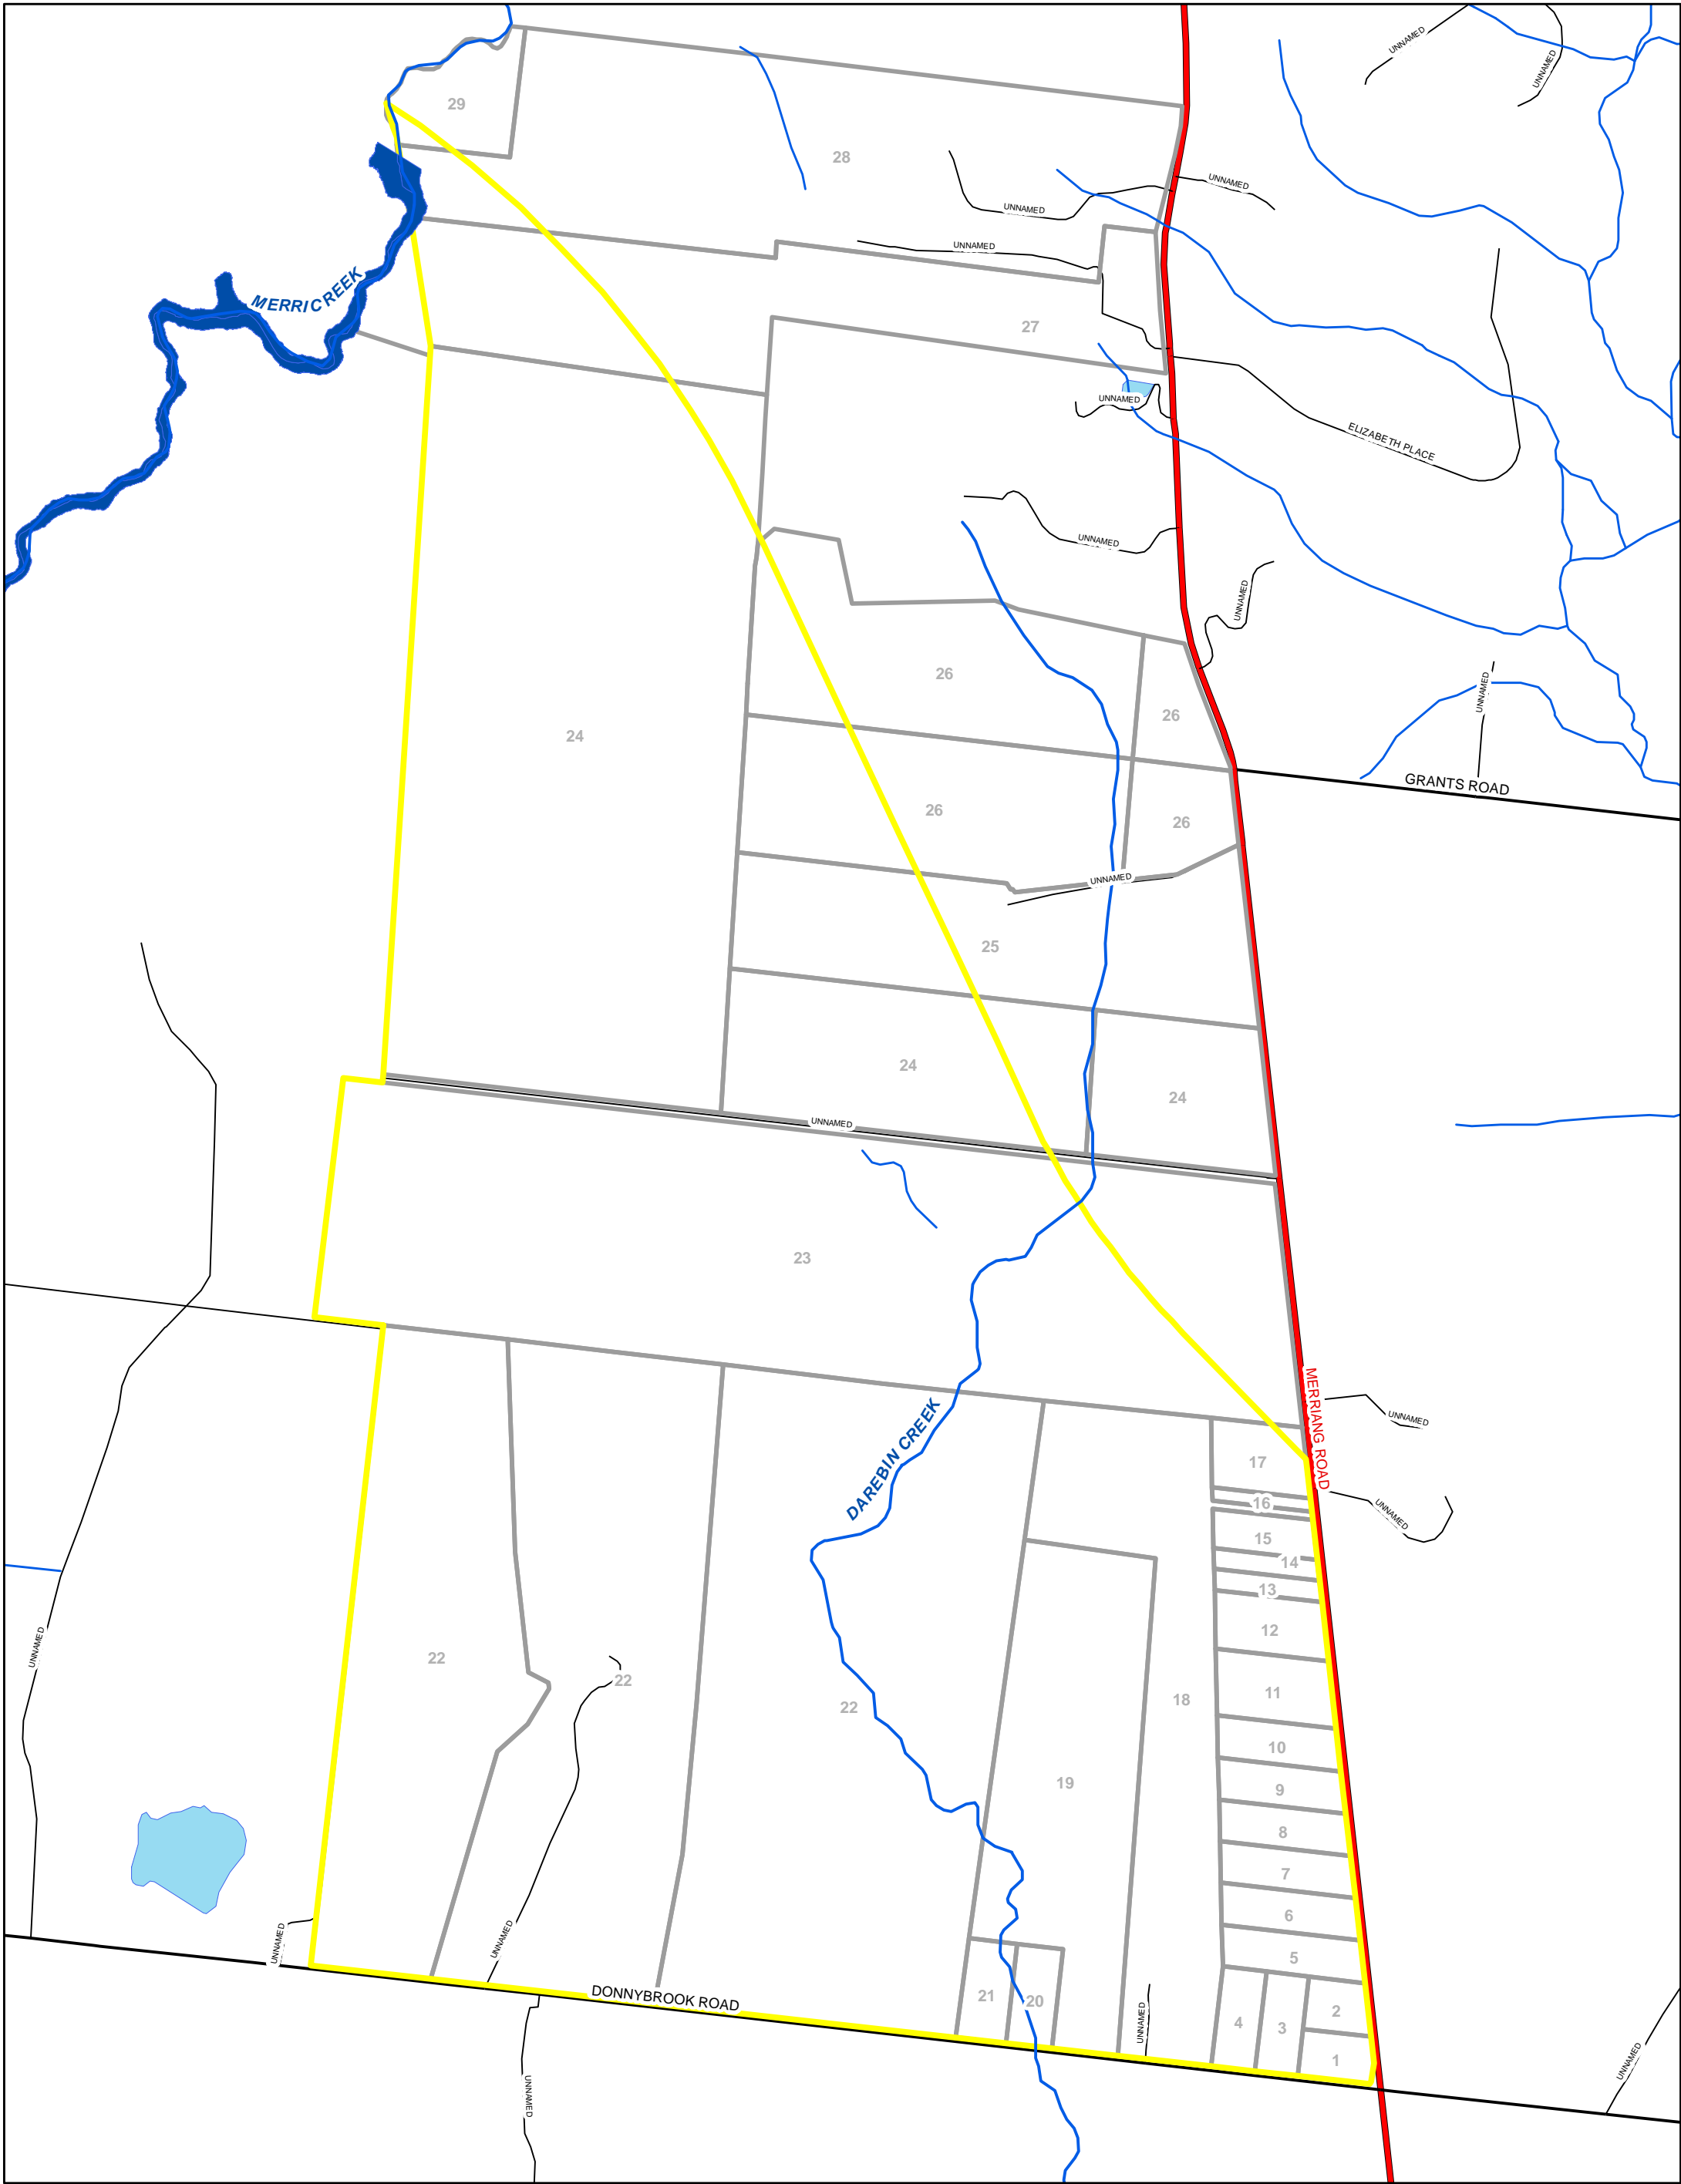 UNNAMED
UNNAMED
29
28
UNNAMED
UNNAMED
UNNAMED
MERRI CREEK
27
UNNAMED
ELIZABETH PLACE
UNNAMED
UNNAMED
26
UNNAMED
26
24
GRANTS ROAD
26
26
UNNAMED
25
24
24
UNNAMED
23
MERRIANG ROAD
UNNAMED
DAREBIN CREEK
17
16
UNNAMED
15
14
13
12
UNNAMED
22
22
22
18
11
10
19
9
8
7
6
UNNAMED
UNNAMED
5
DONNYBROOK ROAD
21
20
UNNAMED
4
3
2
1
UNNAMED
UNNAMED